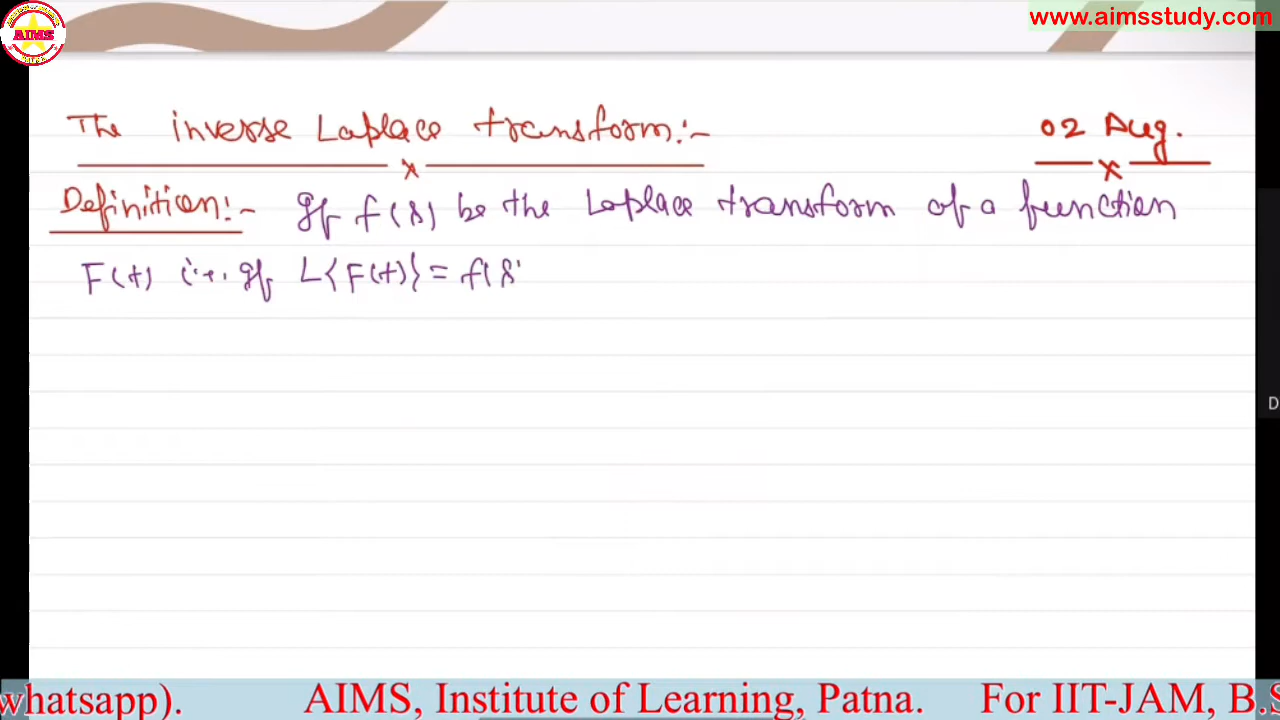 www.aimsstudy.com
AIMS
The inverse Laplace transform:-
02 Aug.
Definition:- If f(s) be the Laplace transform of a function
F(t) i.e. If L{F(t)} = f(s
D
whatsapp). AIMS, Institute of Learning, Patna. For IIT-JAM, B.S